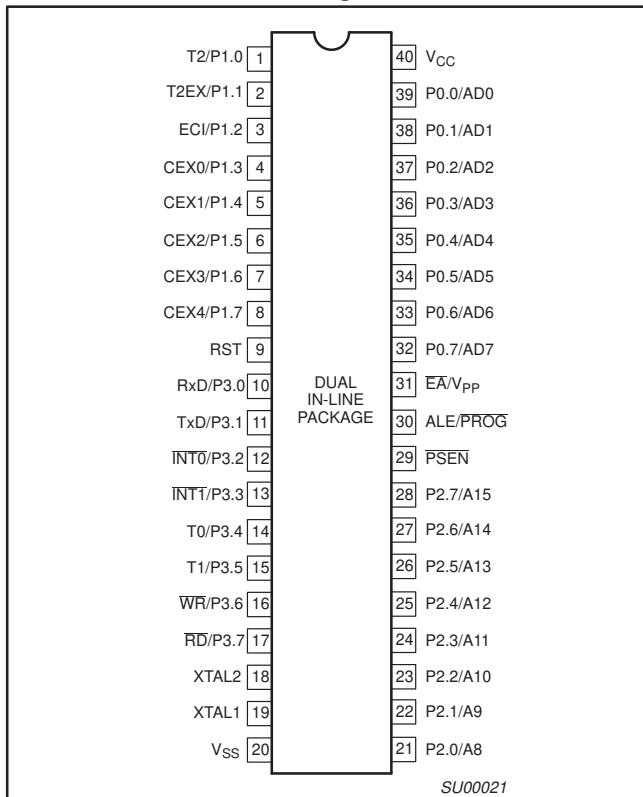 T2/P1.0 1
T2EX/P1.1 2
ECI/P1.2 3
CEX0/P1.3 4
CEX1/P1.4 5
CEX2/P1.5 6
CEX3/P1.6 7
CEX4/P1.7 8
RST 9
RxD/P3.0 10
TxD/P3.1 11
INT0/P3.2 12
INT1/P3.3 13
T0/P3.4 14
T1/P3.5 15
WR/P3.6 16
RD/P3.7 17
XTAL2 18
XTAL1 19
VSS 20
DUAL
IN-LINE
PACKAGE
40 VCC
39 P0.0/AD0
38 P0.1/AD1
37 P0.2/AD2
36 P0.3/AD3
35 P0.4/AD4
34 P0.5/AD5
33 P0.6/AD6
32 P0.7/AD7
31 EA/VPP
30 ALE/PROG
29 PSEN
28 P2.7/A15
27 P2.6/A14
26 P2.5/A13
25 P2.4/A12
24 P2.3/A11
23 P2.2/A10
22 P2.1/A9
21 P2.0/A8
SU00021